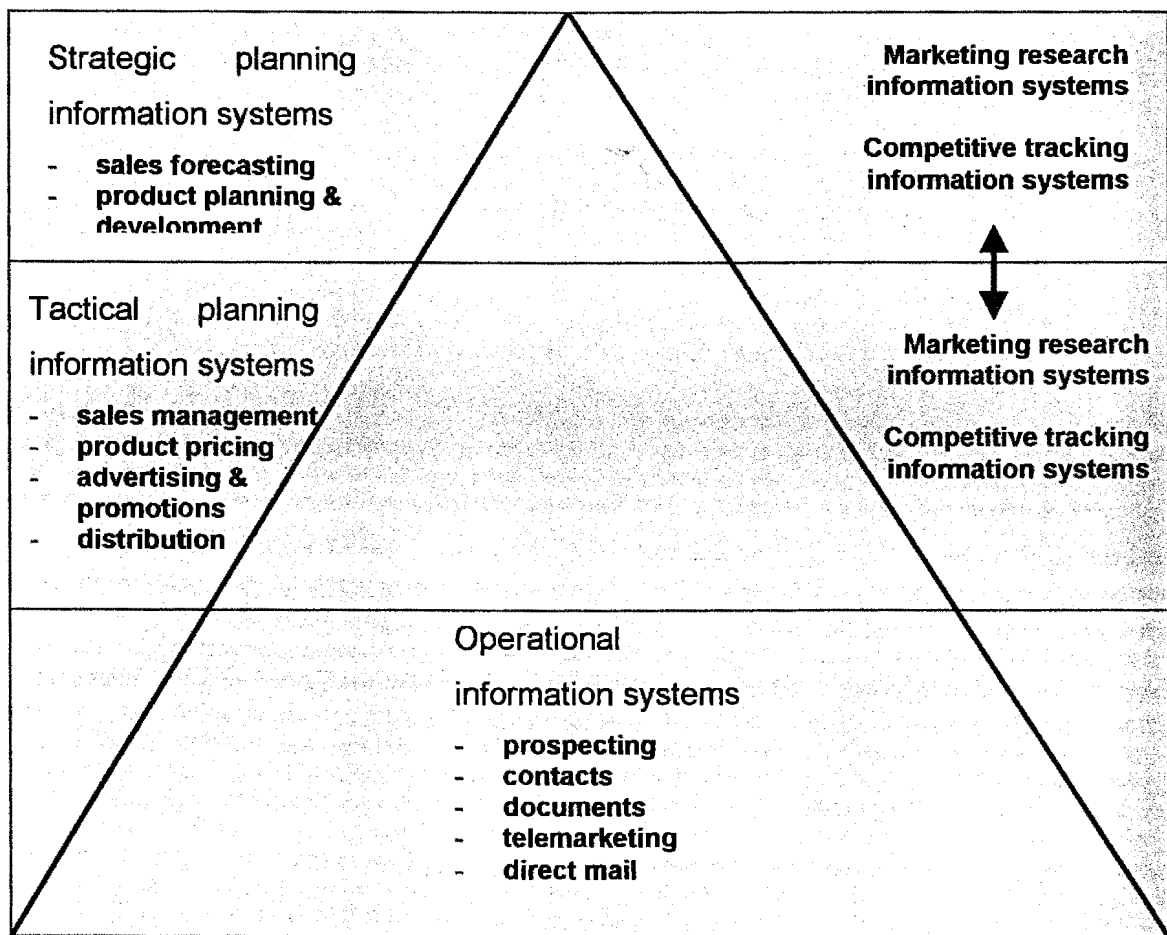 Strategic planning
information systems
- sales forecasting
- product planning &
development
Marketing research
information systems
Competitive tracking
information systems
Tactical planning
information systems
- sales management
- product pricing
- advertising &
promotions
- distribution
Marketing research
information systems
Competitive tracking
information systems
Operational
information systems
- prospecting
- contacts
- documents
- telemarketing
- direct mail